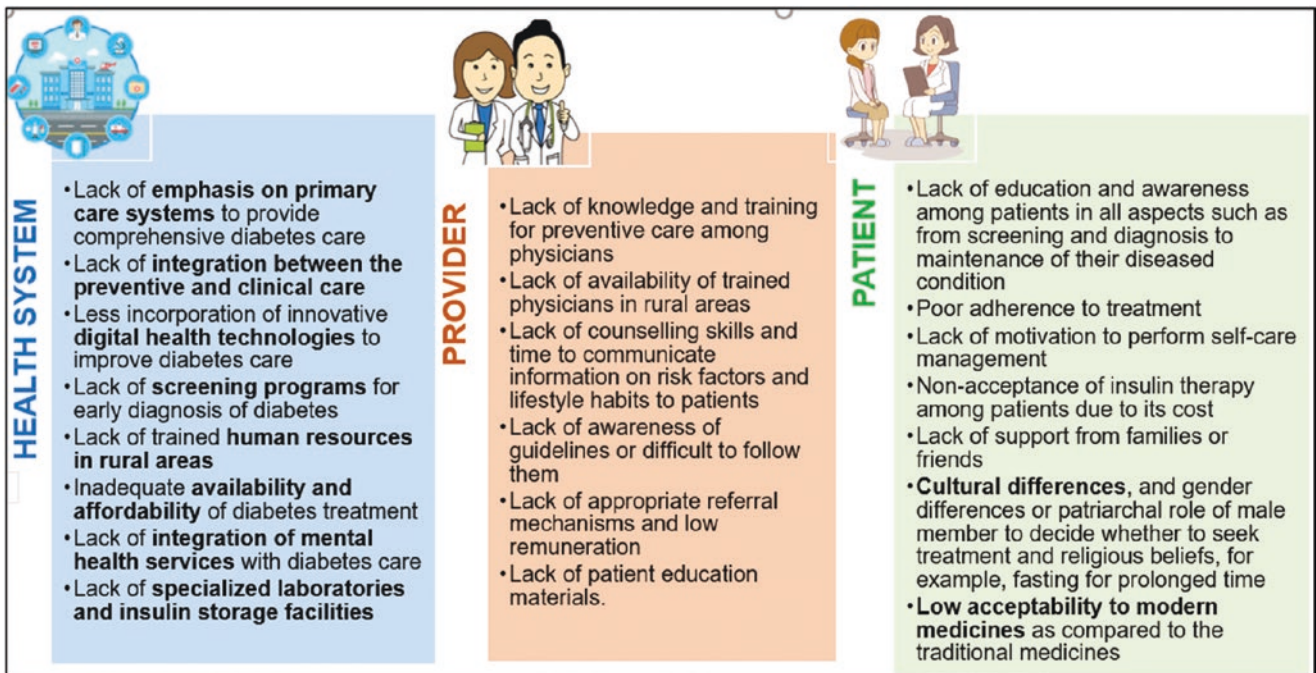 HEALTH SYSTEM
•Lack of emphasis on primary
care systems to provide
comprehensive diabetes care
•Lack of integration between the
preventive and clinical care
•Less incorporation of innovative
digital health technologies to
improve diabetes care
•Lack of screening programs for
early diagnosis of diabetes
•Lack of trained human resources
in rural areas
•Inadequate availability and
affordability of diabetes treatment
•Lack of integration of mental
health services with diabetes care
•Lack of specialized laboratories
and insulin storage facilities
PROVIDER
•Lack of knowledge and training
for preventive care among
physicians
•Lack of availability of trained
physicians in rural areas
•Lack of counselling skills and
time to communicate
information on risk factors and
lifestyle habits to patients
•Lack of awareness of
guidelines or difficult to follow
them
•Lack of appropriate referral
mechanisms and low
remuneration
•Lack of patient education
materials.
PATIENT
•Lack of education and awareness
among patients in all aspects such as
from screening and diagnosis to
maintenance of their diseased
condition
•Poor adherence to treatment
•Lack of motivation to perform self-care
management
•Non-acceptance of insulin therapy
among patients due to its cost
•Lack of support from families or
friends
•Cultural differences, and gender
differences or patriarchal role of male
member to decide whether to seek
treatment and religious beliefs, for
example, fasting for prolonged time
•Low acceptability to modern
medicines as compared to the
traditional medicines